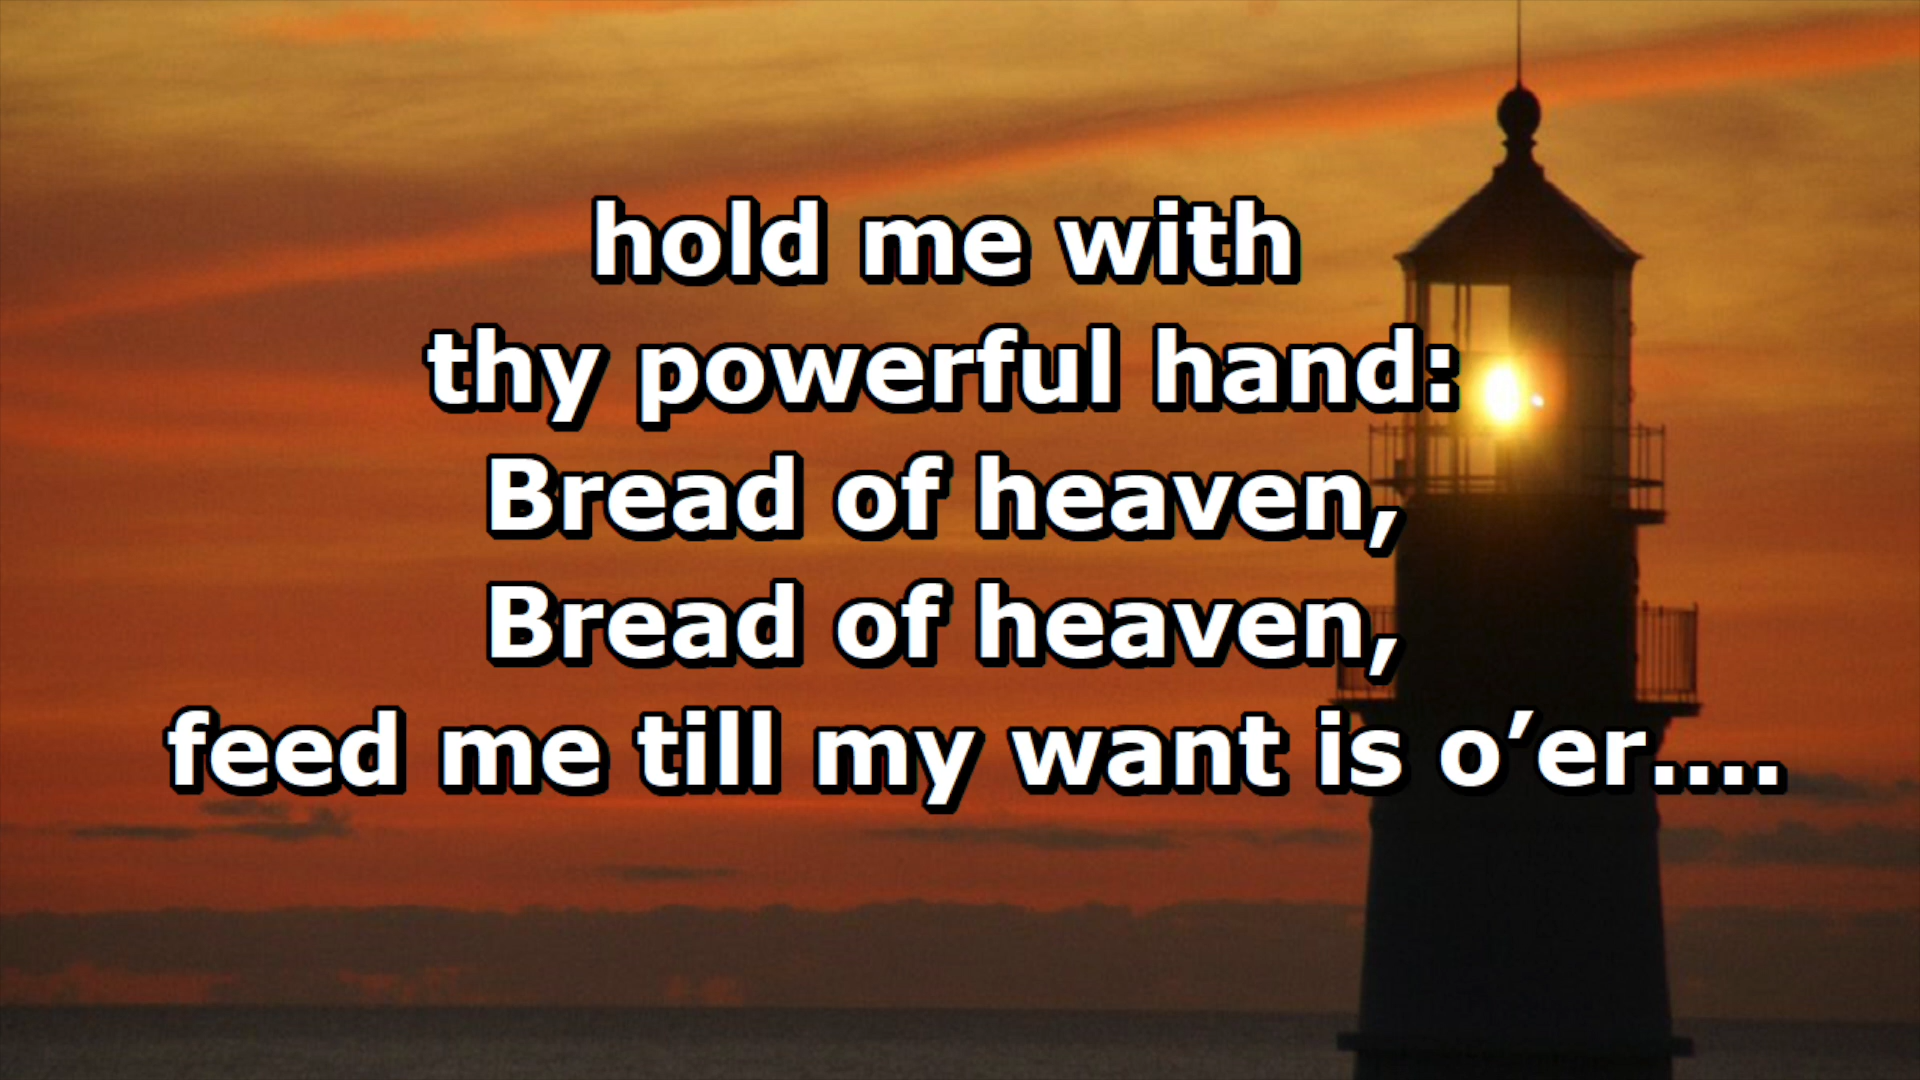 hold me with
thy powerful hand:
Bread of heaven,
Bread of heaven,
feed me till my want is o’er....